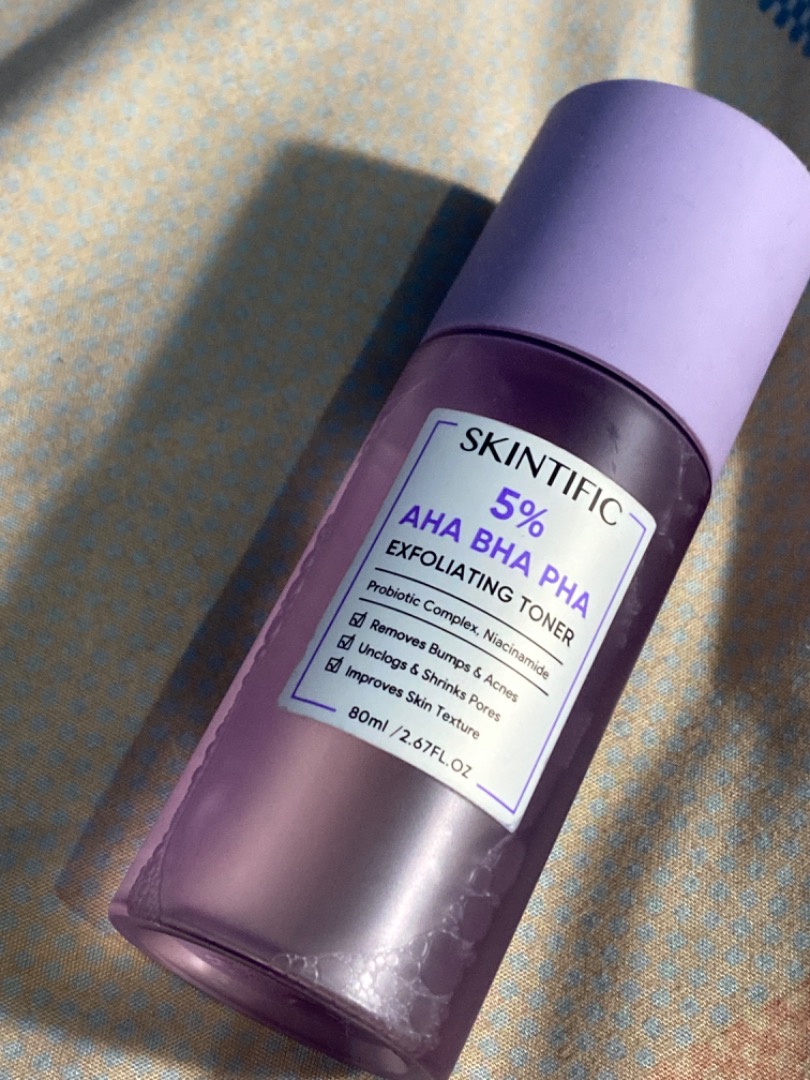 SKINTIFIC
5%
AHA BHA PHA
EXFOLIATING TONER
Probiotic Complex, Niacinamide
☑ Removes Bumps & Acnes
☑ Unclogs & Shrinks Pores
☑ Improves Skin Texture
80ml /2.67FL.OZ